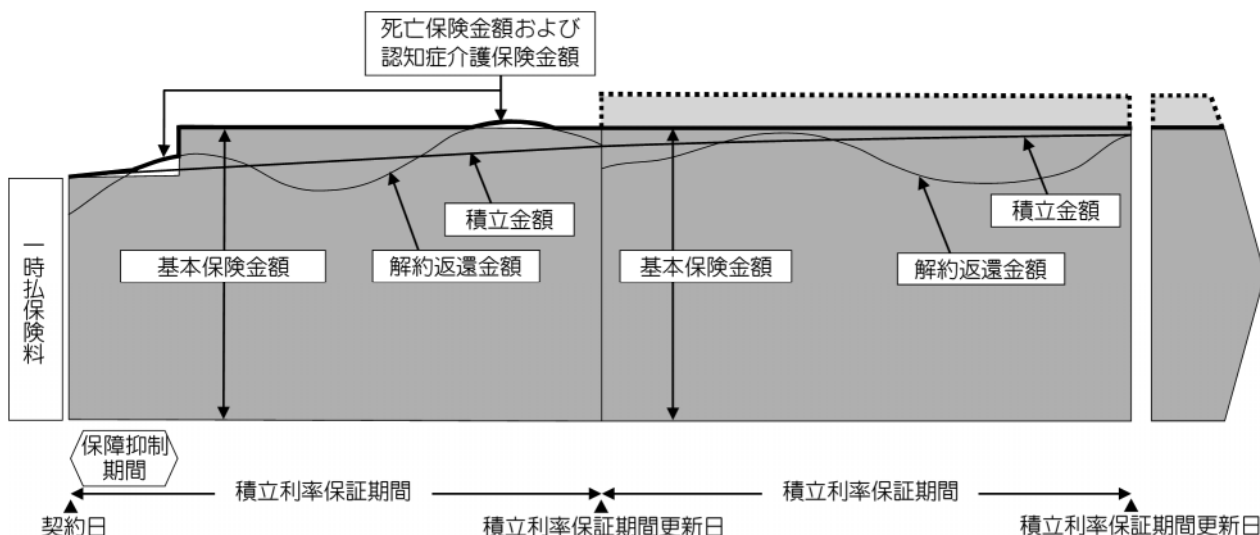 死亡保険金額および
認知症介護保険金額
積立金額
積立金額
基本保険金額
解約返還金額
基本保険金額
解約返還金額
一時払保険料
保障抑制
期間
積立利率保証期間
積立利率保証期間
契約日
積立利率保証期間更新日
積立利率保証期間更新日